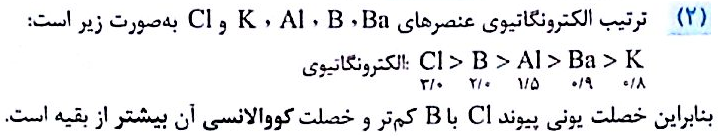 (۲) ترتیب الکترونگاتیوی عنصرهای K ، Al ، B ،Ba و Cl به‌صورت زیر است:
الکترونگاتیوی: Cl > B > Al > Ba > K
۳/۰ ۲/۰ ۱/۵ ۰/۹ ۰/۸
بنابراین خصلت یونی پیوند Cl با B کم‌تر و خصلت کووالانسی آن بیشتر از بقیه است.